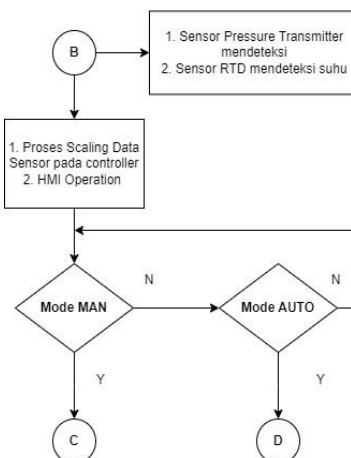 B
1. Sensor Pressure Transmitter
mendeteksi
2. Sensor RTD mendeteksi suhu
1. Proses Scaling Data
Sensor pada controller
2. HMI Operation
Mode MAN
N
Mode AUTO
N
Y
Y
C
D